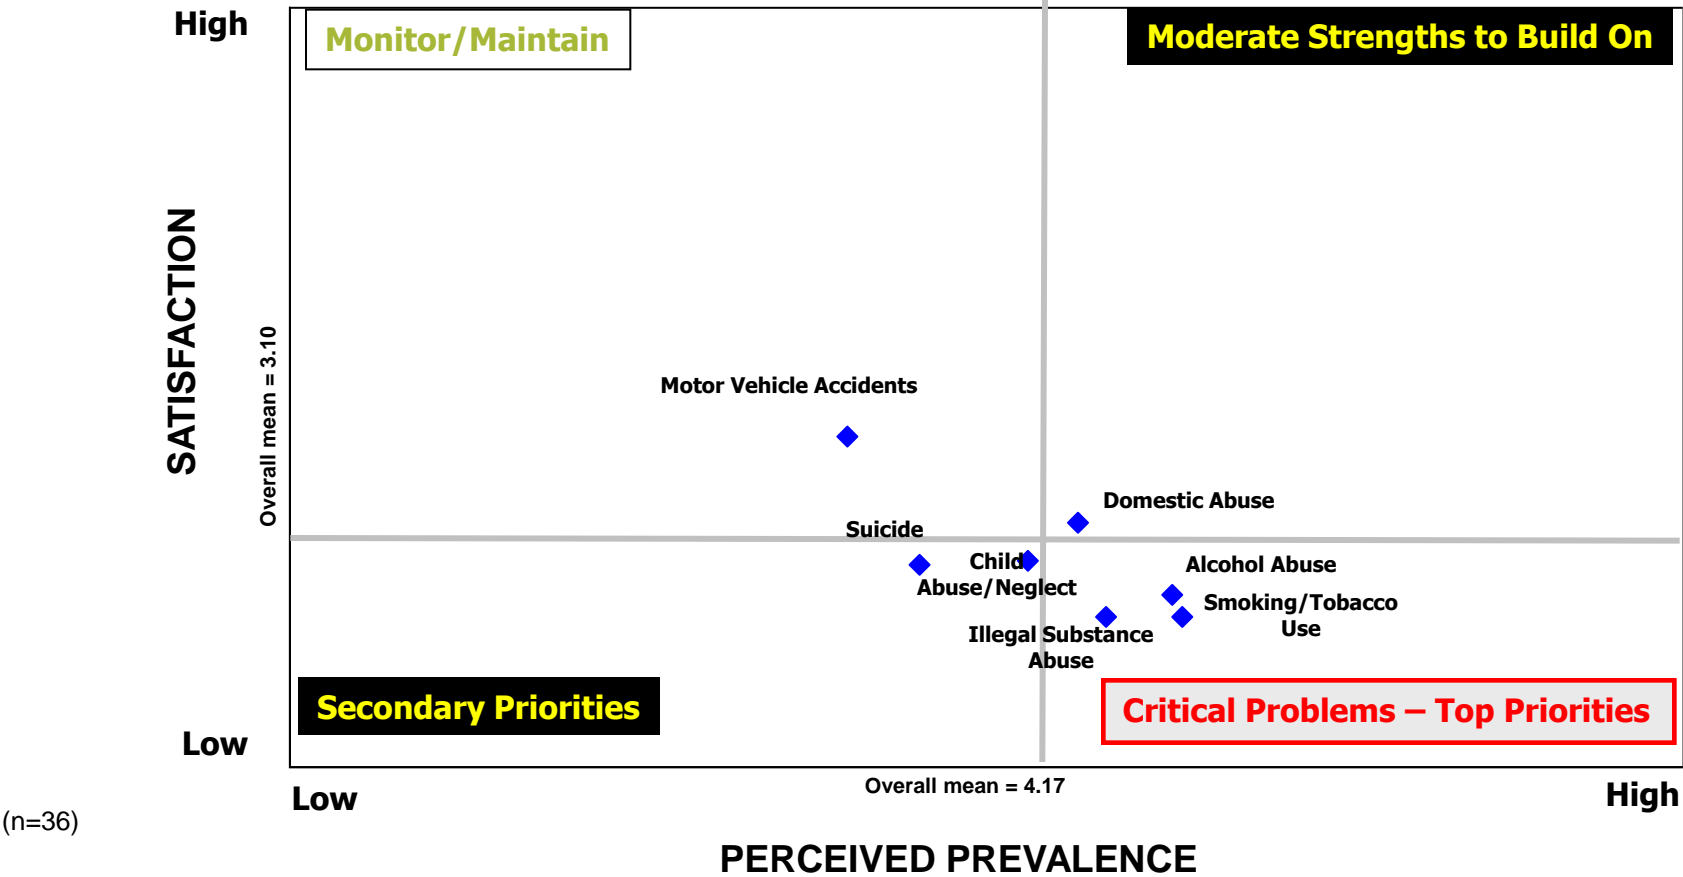 High
Monitor/Maintain
Moderate Strengths to Build On
SATISFACTION
Overall mean = 3.10
Motor Vehicle Accidents
Domestic Abuse
Suicide
Child
Abuse/Neglect
Alcohol Abuse
Smoking/Tobacco
Use
Illegal Substance
Abuse
Secondary Priorities
Critical Problems – Top Priorities
Low
Low
Overall mean = 4.17
High
(n=36)
PERCEIVED PREVALENCE